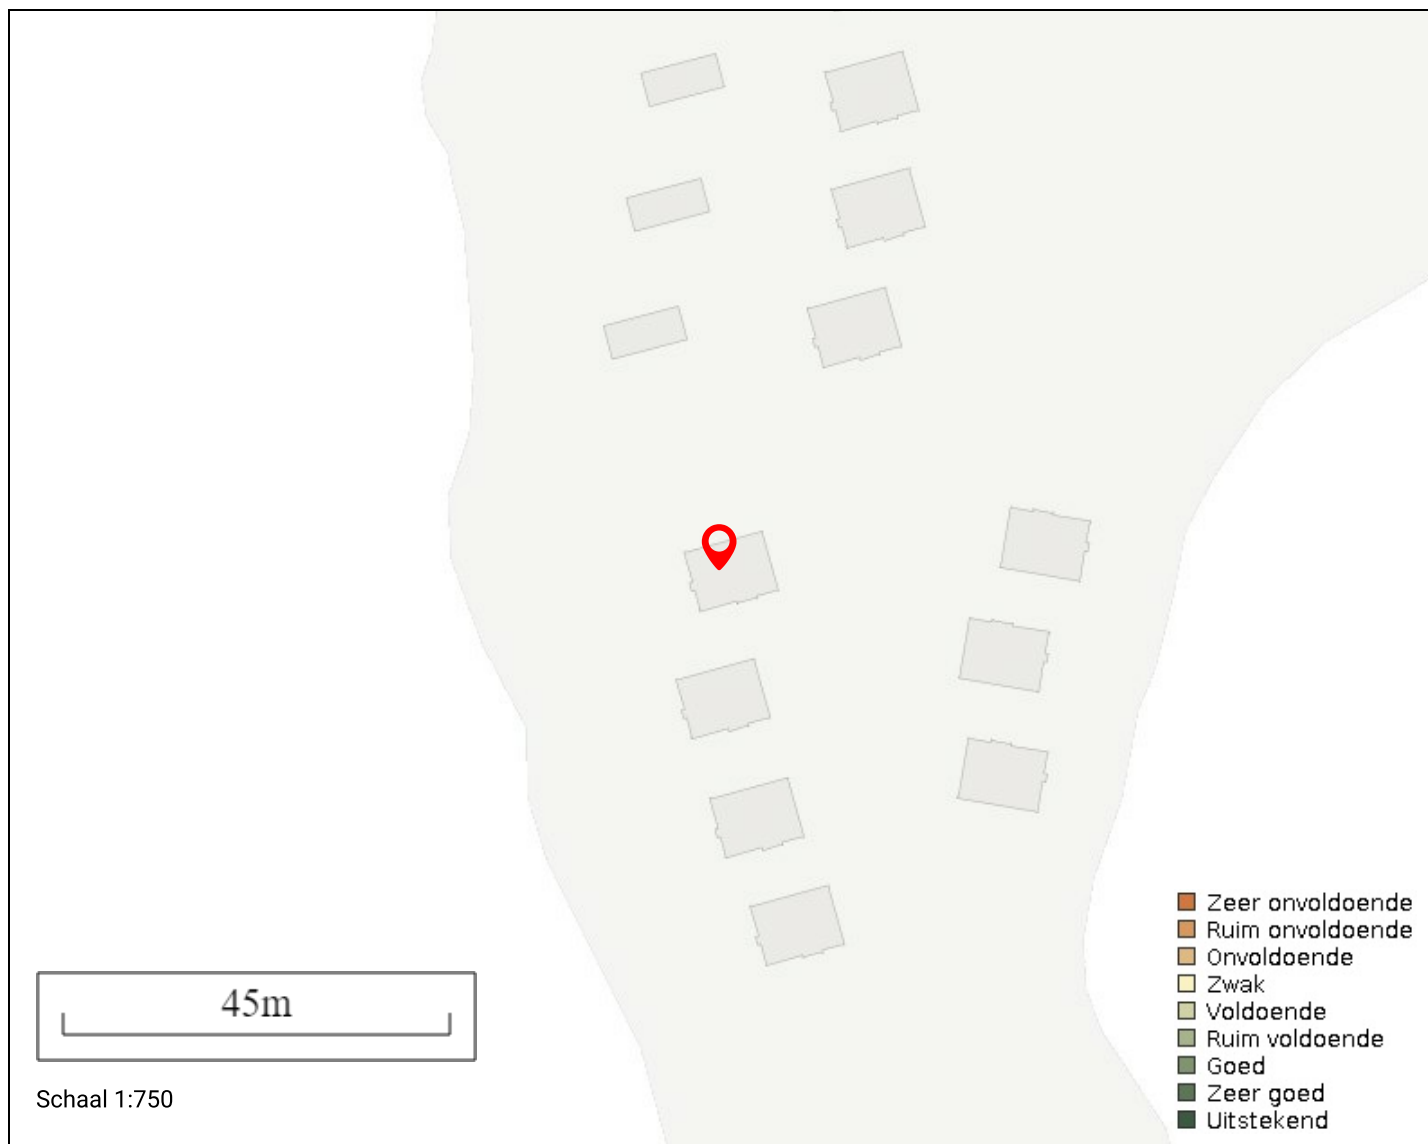 45m
Schaal 1:750
Zeer onvoldoende
Ruim onvoldoende
Onvoldoende
Zwak
Voldoende
Ruim voldoende
Goed
Zeer goed
Uitstekend